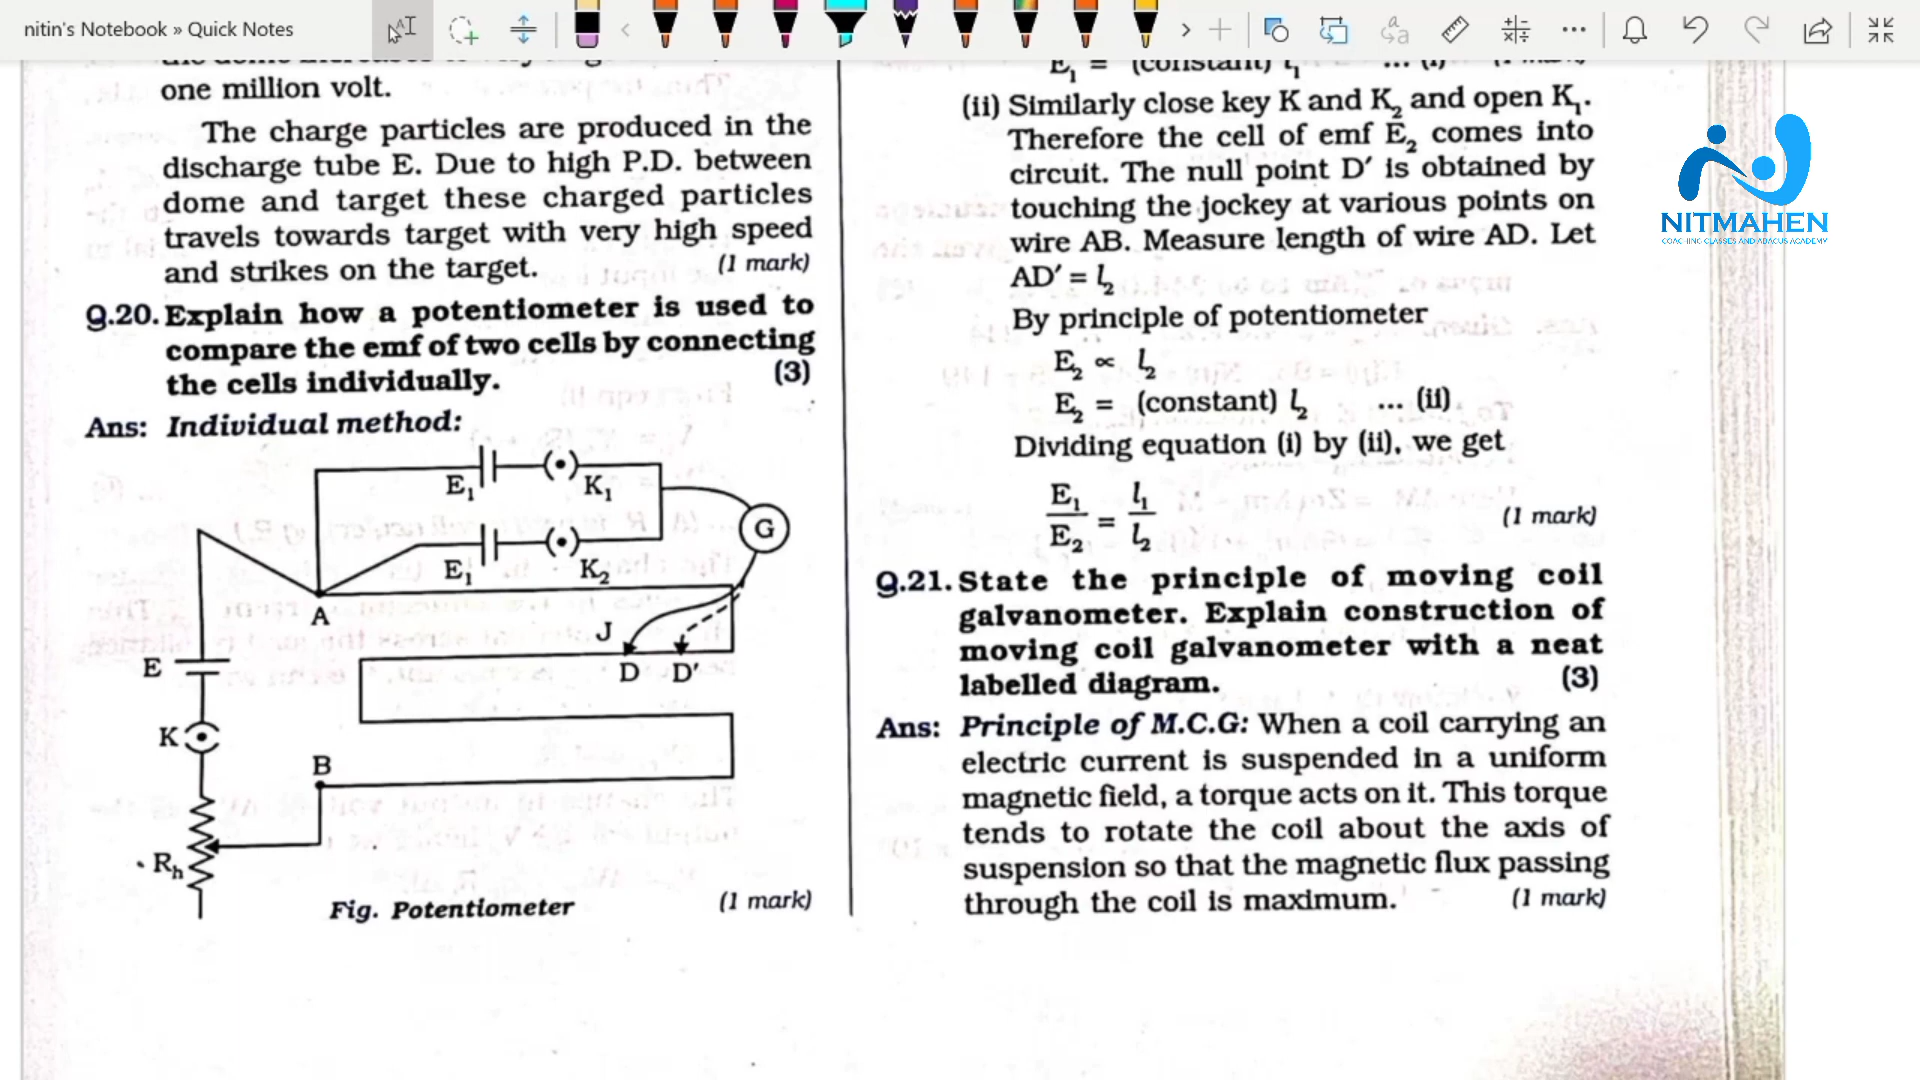 nitin's Notebook » Quick Notes
one million volt.
The charge particles are produced in the
discharge tube E. Due to high P.D. between
dome and target these charged particles
travels towards target with very high speed
and strikes on the target. (1 mark)
Q.20. Explain how a potentiometer is used to
compare the emf of two cells by connecting
the cells individually. (3)
Ans: Individual method:
E₁ K₁
G
E₁ K₂
A
J
E D D′
K
B
Rh
Fig. Potentiometer (1 mark)
E₁ = (constant) l₁ ... (i)
(ii) Similarly close key K and K₂ and open K₁.
Therefore the cell of emf E₂ comes into
circuit. The null point D′ is obtained by
touching the jockey at various points on
wire AB. Measure length of wire AD. Let
AD′ = l₂
By principle of potentiometer
E₂ ∝ l₂
E₂ = (constant) l₂ ... (ii)
Dividing equation (i) by (ii), we get
E₁/E₂ = l₁/l₂ (1 mark)
Q.21. State the principle of moving coil
galvanometer. Explain construction of
moving coil galvanometer with a neat
labelled diagram. (3)
Ans: Principle of M.C.G: When a coil carrying an
electric current is suspended in a uniform
magnetic field, a torque acts on it. This torque
tends to rotate the coil about the axis of
suspension so that the magnetic flux passing
through the coil is maximum. (1 mark)
NITMAHEN
COACHING CLASSES AND ABACUS ACADEMY